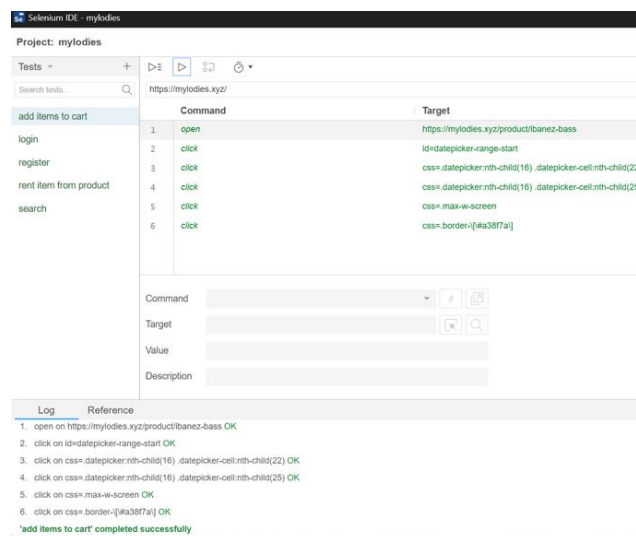 Selenium IDE - mylodies
Project: mylodies
Tests
Search tests...
https://mylodies.xyz/
add items to cart
login
register
rent item from product
search
Command Target
1 open https://mylodies.xyz/product/ibanez-bass
2 click id=datepicker-range-start
3 click css=.datepicker:nth-child(16) .datepicker-cell:nth-child(22
4 click css=.datepicker:nth-child(16) .datepicker-cell:nth-child(25
5 click css=.max-w-screen
6 click css=.border-\[\#a38f7a\]
Command //
Target
Value
Description
Log Reference
1. open on https://mylodies.xyz/product/ibanez-bass OK
2. click on id=datepicker-range-start OK
3. click on css=.datepicker:nth-child(16) .datepicker-cell:nth-child(22) OK
4. click on css=.datepicker:nth-child(16) .datepicker-cell:nth-child(25) OK
5. click on css=.max-w-screen OK
6. click on css=.border-\[\#a38f7a\] OK
'add items to cart' completed successfully